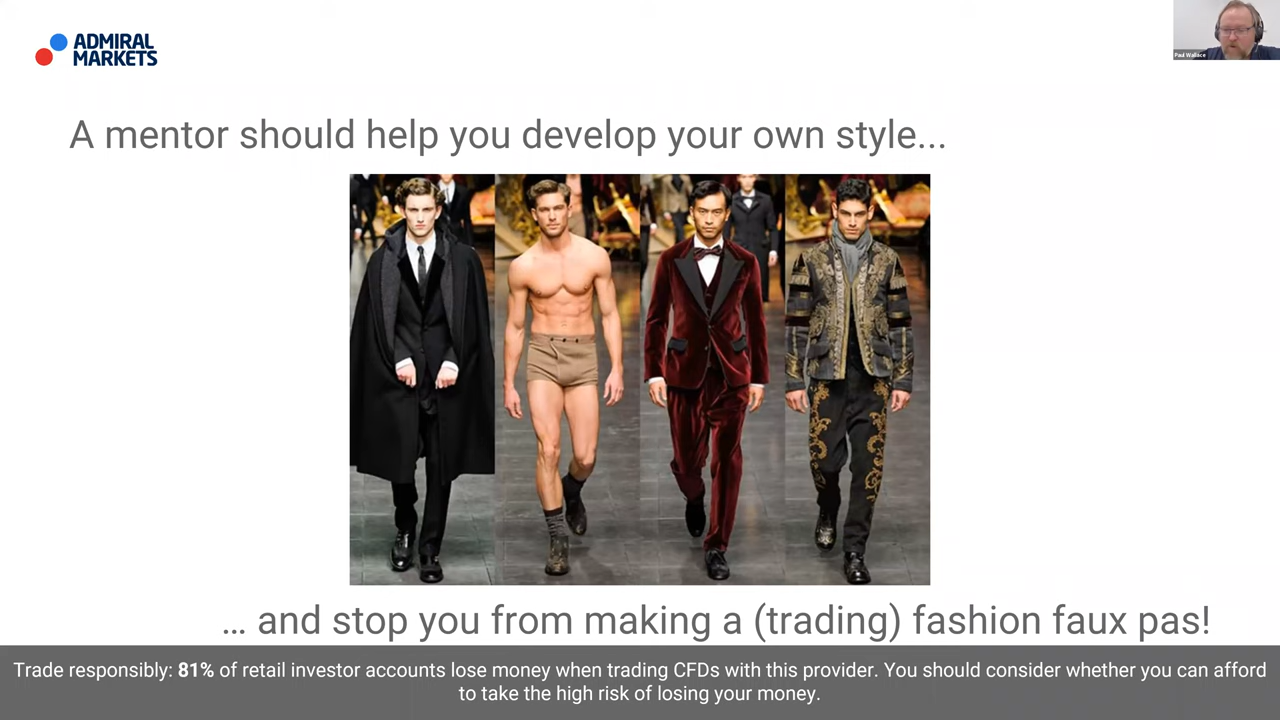 ADMIRAL
MARKETS
Paul Wallace
A mentor should help you develop your own style...
... and stop you from making a (trading) fashion faux pas!
Trade responsibly: 81% of retail investor accounts lose money when trading CFDs with this provider. You should consider whether you can afford
to take the high risk of losing your money.